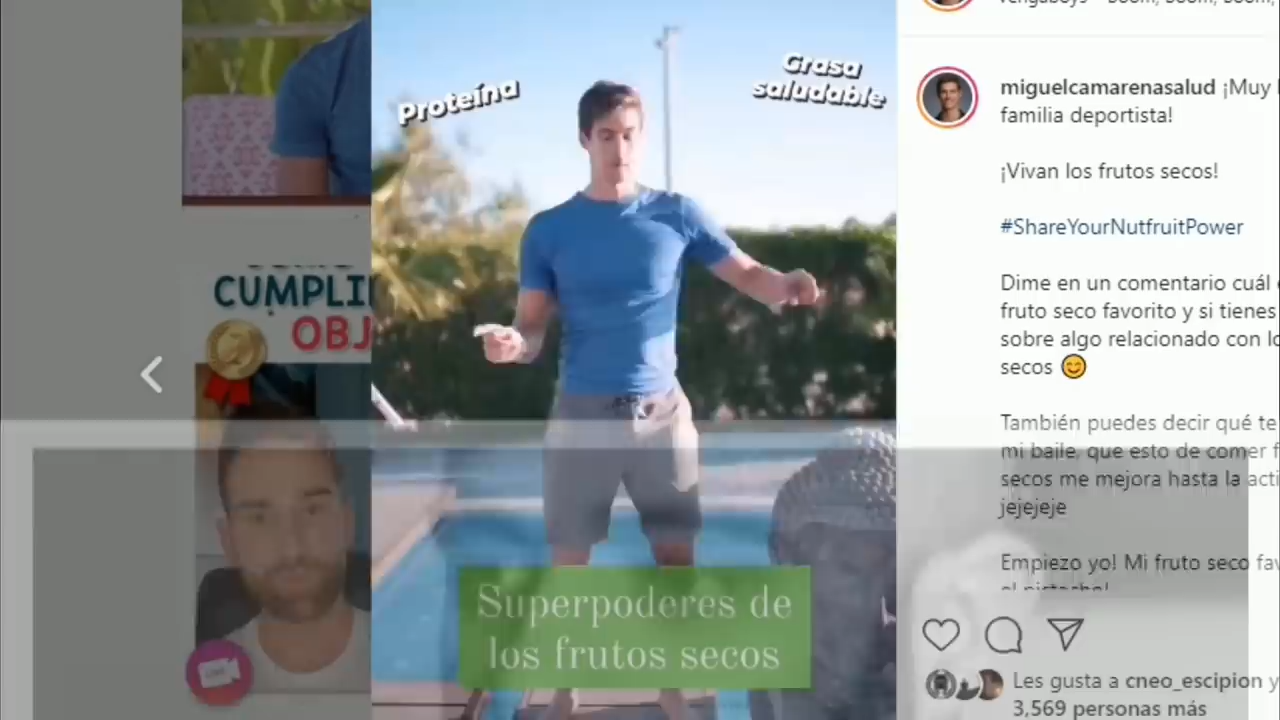 CUMPLI
OBJ
Proteína
Grasa
saludable
Superpoderes de
los frutos secos
miguelcamarenasalud ¡Muy
familia deportista!
¡Vivan los frutos secos!
#ShareYourNutfruitPower
Dime en un comentario cuál
fruto seco favorito y si tienes
sobre algo relacionado con
secos 😊
También puedes decir qué te
mi baile, que esto de comer
secos me mejora hasta la
jejejeje
Empiezo yo! Mi fruto seco
Les gusta a cneo_escipion y
3,569 personas más